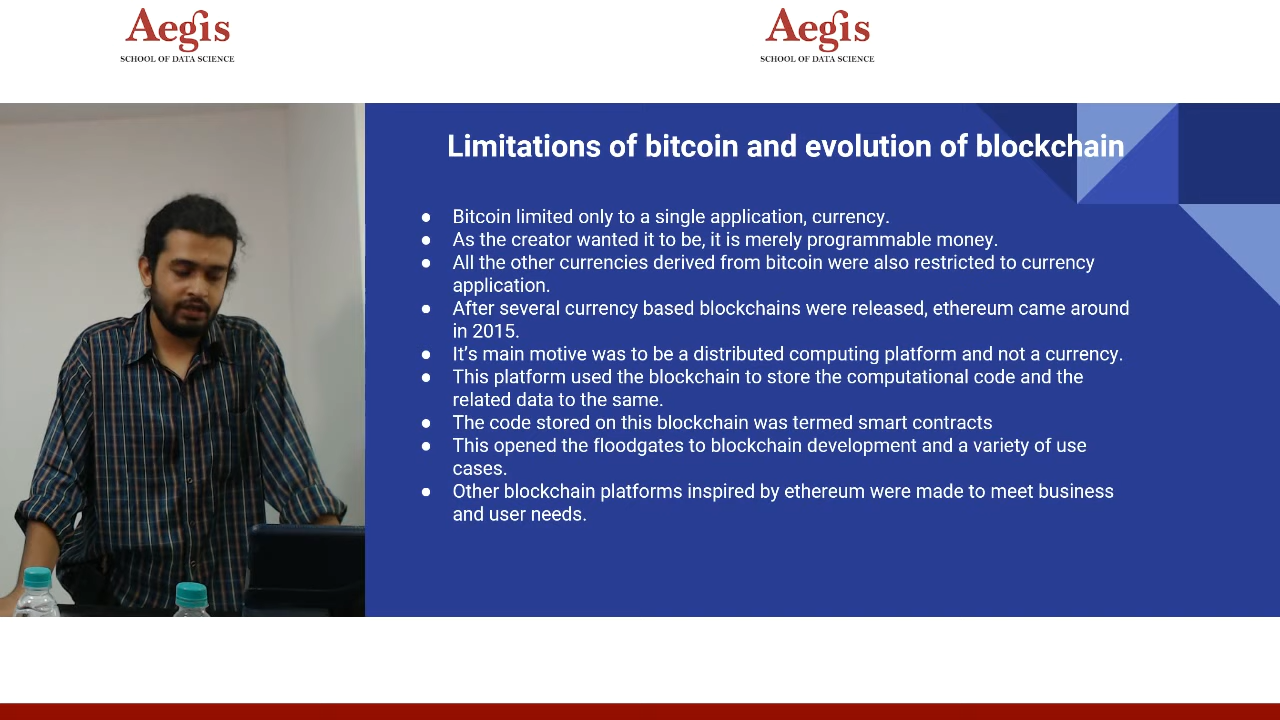 Aegis
SCHOOL OF DATA SCIENCE
Aegis
SCHOOL OF DATA SCIENCE
Limitations of bitcoin and evolution of blockchain
● Bitcoin limited only to a single application, currency.
● As the creator wanted it to be, it is merely programmable money.
● All the other currencies derived from bitcoin were also restricted to currency
application.
● After several currency based blockchains were released, ethereum came around
in 2015.
● It's main motive was to be a distributed computing platform and not a currency.
● This platform used the blockchain to store the computational code and the
related data to the same.
● The code stored on this blockchain was termed smart contracts
● This opened the floodgates to blockchain development and a variety of use
cases.
● Other blockchain platforms inspired by ethereum were made to meet business
and user needs.